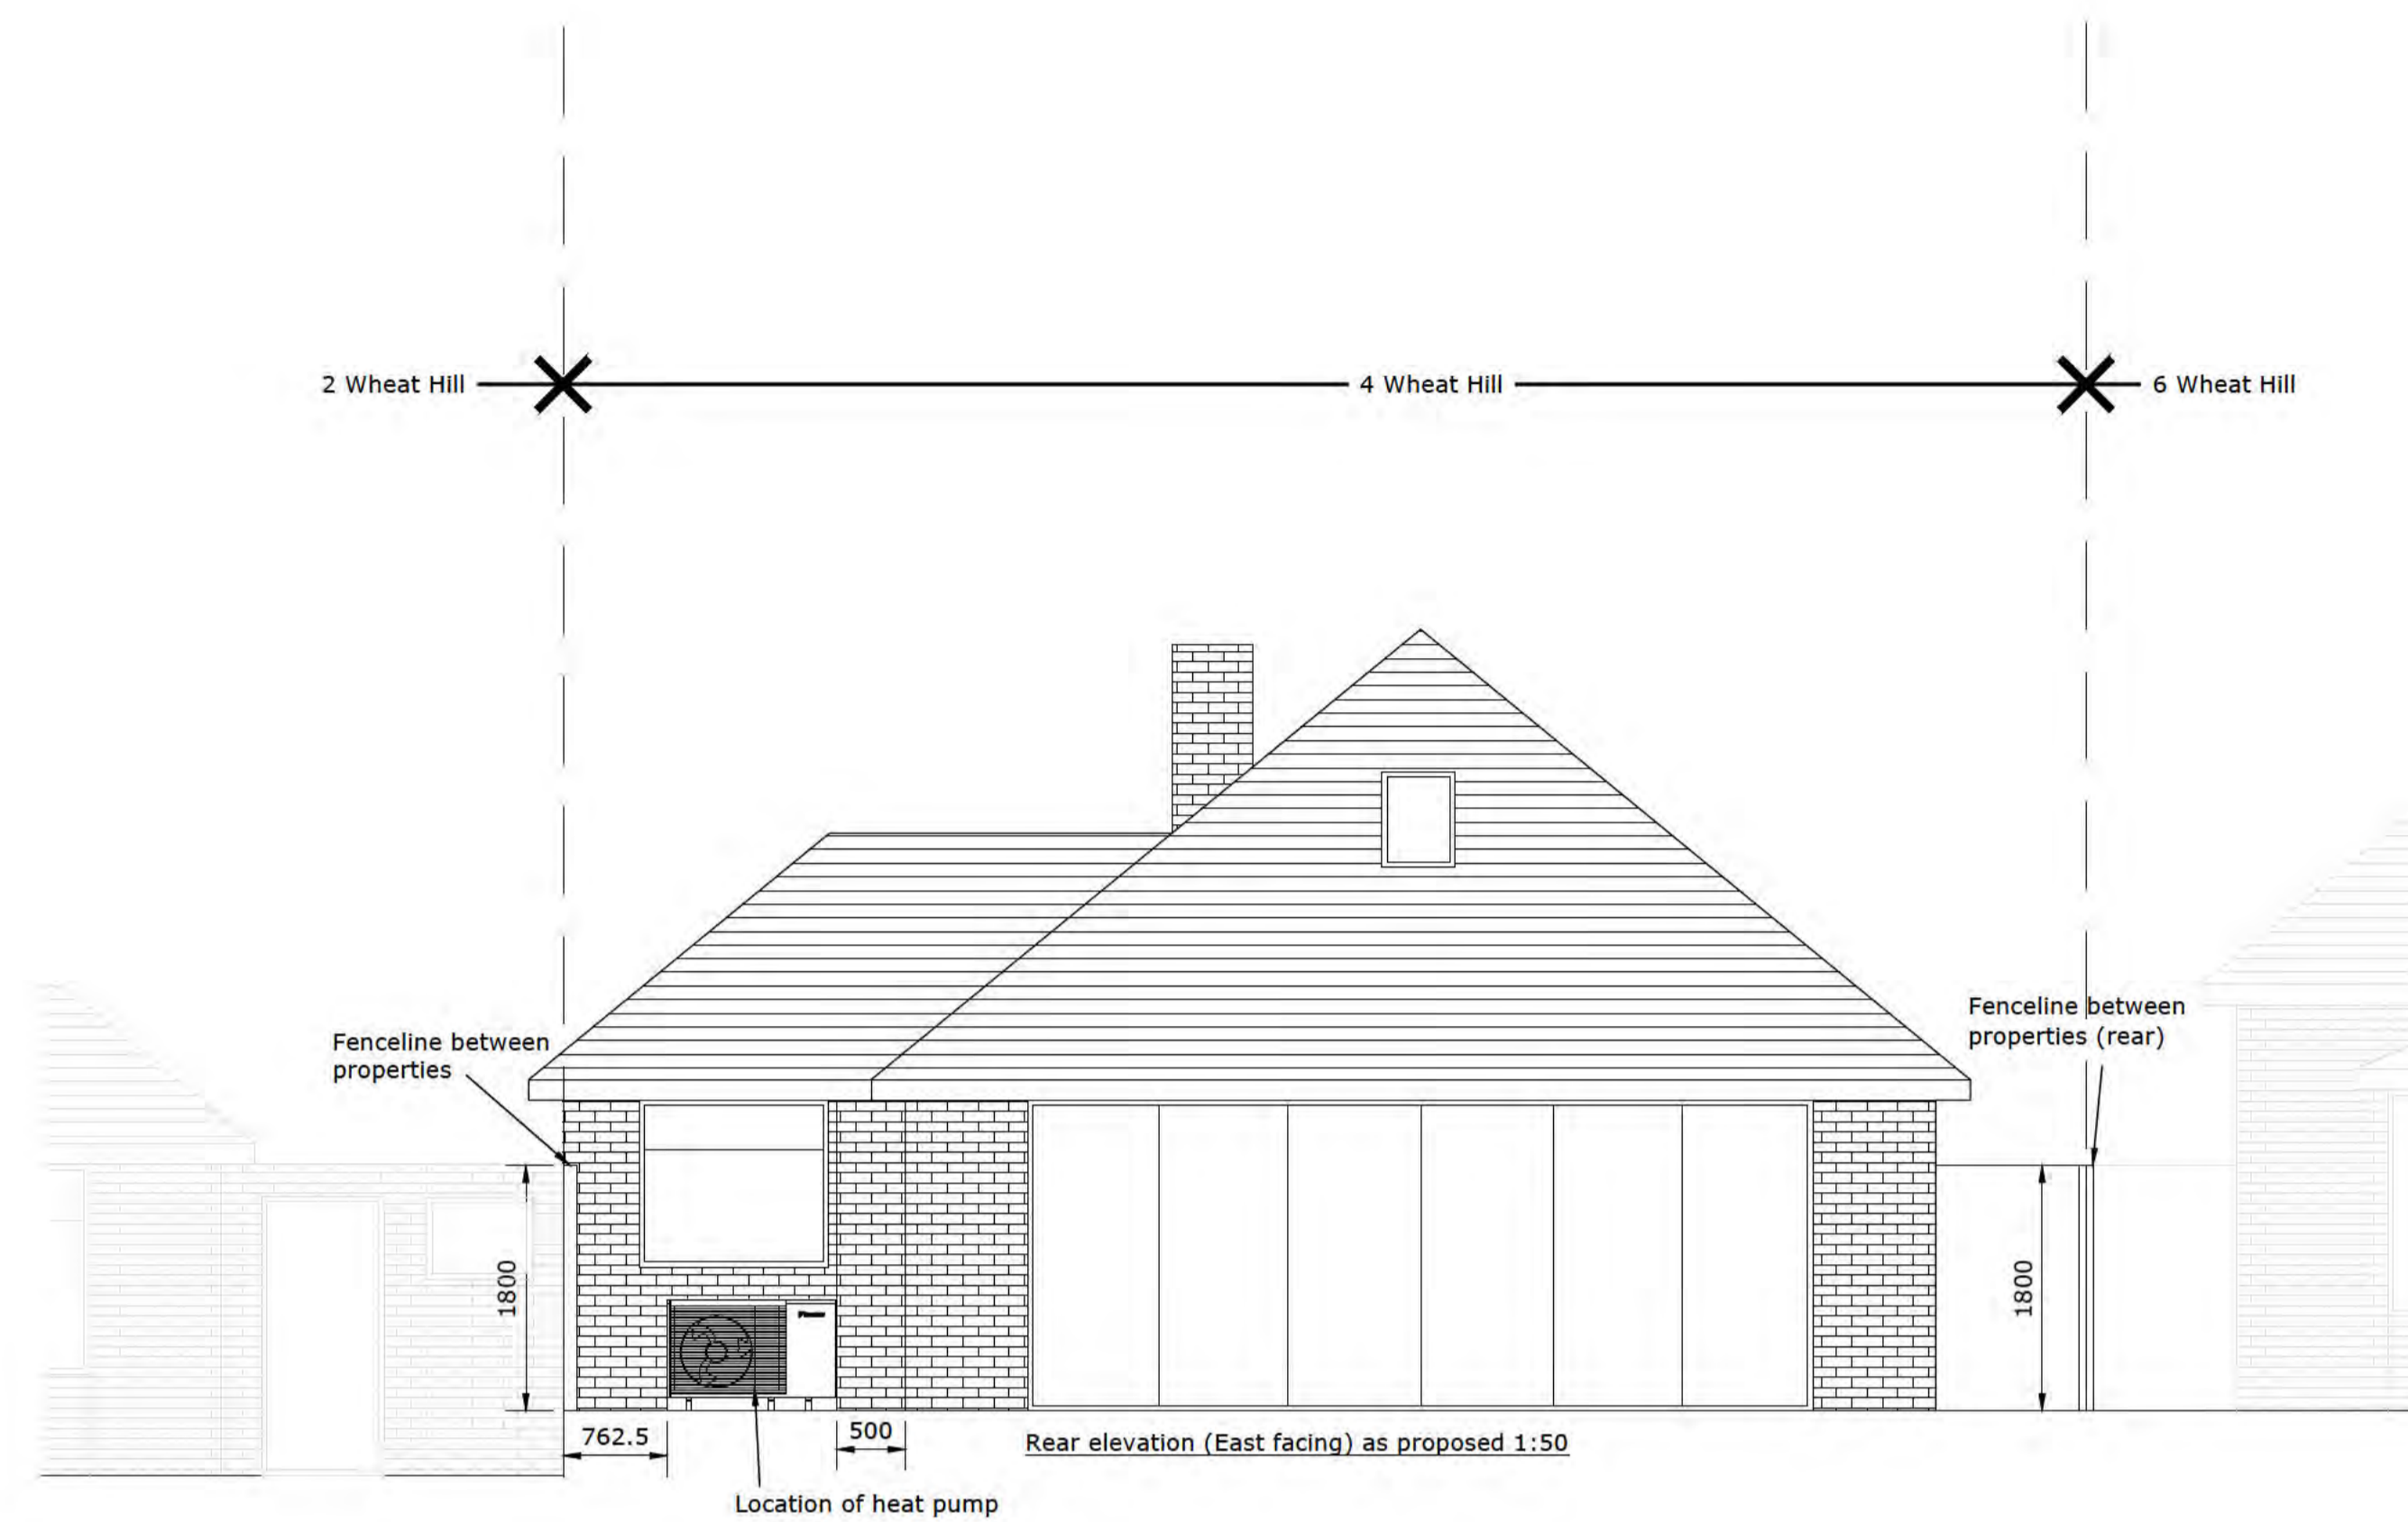 2 Wheat Hill
4 Wheat Hill
6 Wheat Hill
Fenceline between
properties (rear)
Fenceline between
properties
1800
1800
762.5
500
Rear elevation (East facing) as proposed 1:50
Location of heat pump